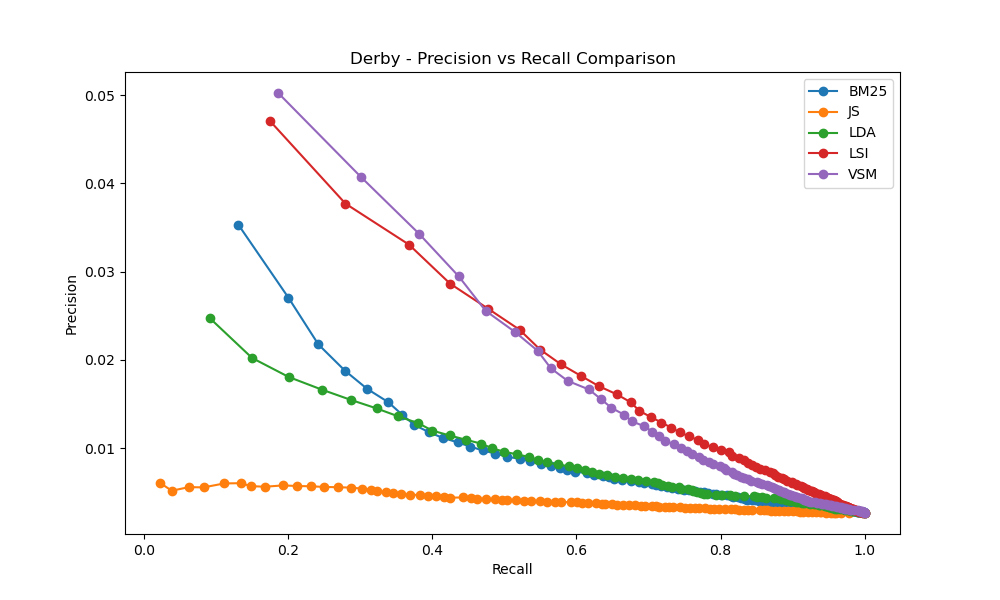 Derby - Precision vs Recall Comparison
BM25
JS
LDA
LSI
VSM
Precision
0.05
0.04
0.03
0.02
0.01
0.0
0.2
0.4
0.6
0.8
1.0
Recall